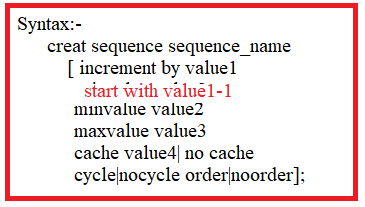 Syntax:-
creat sequence sequence_name
[ increment by value1
start with value1-1
minvalue value2
maxvalue value3
cache value4| no cache
cycle|nocycle order|noorder];